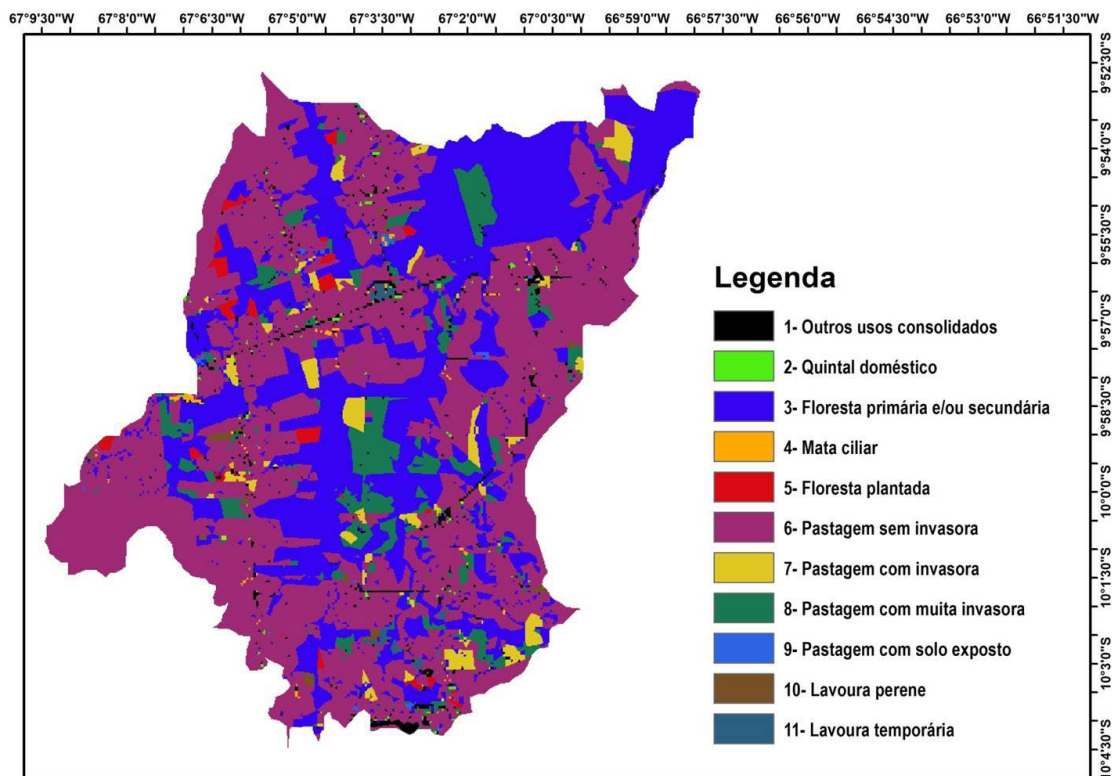 67°9'30"W 67°8'0"W 67°6'30"W 67°5'0"W 67°3'30"W 67°2'0"W 67°0'30"W 66°59'0"W 66°57'30"W 66°56'0"W 66°54'30"W 66°53'0"W 66°51'30"W
9°52'30"S
9°54'0"S
9°55'30"S
9°57'0"S
9°58'30"S
10°0'0"S
10°1'30"S
10°3'0"S
10°4'30"S
Legenda
1- Outros usos consolidados
2- Quintal doméstico
3- Floresta primária e/ou secundária
4- Mata ciliar
5- Floresta plantada
6- Pastagem sem invasora
7- Pastagem com invasora
8- Pastagem com muita invasora
9- Pastagem com solo exposto
10- Lavoura perene
11- Lavoura temporária